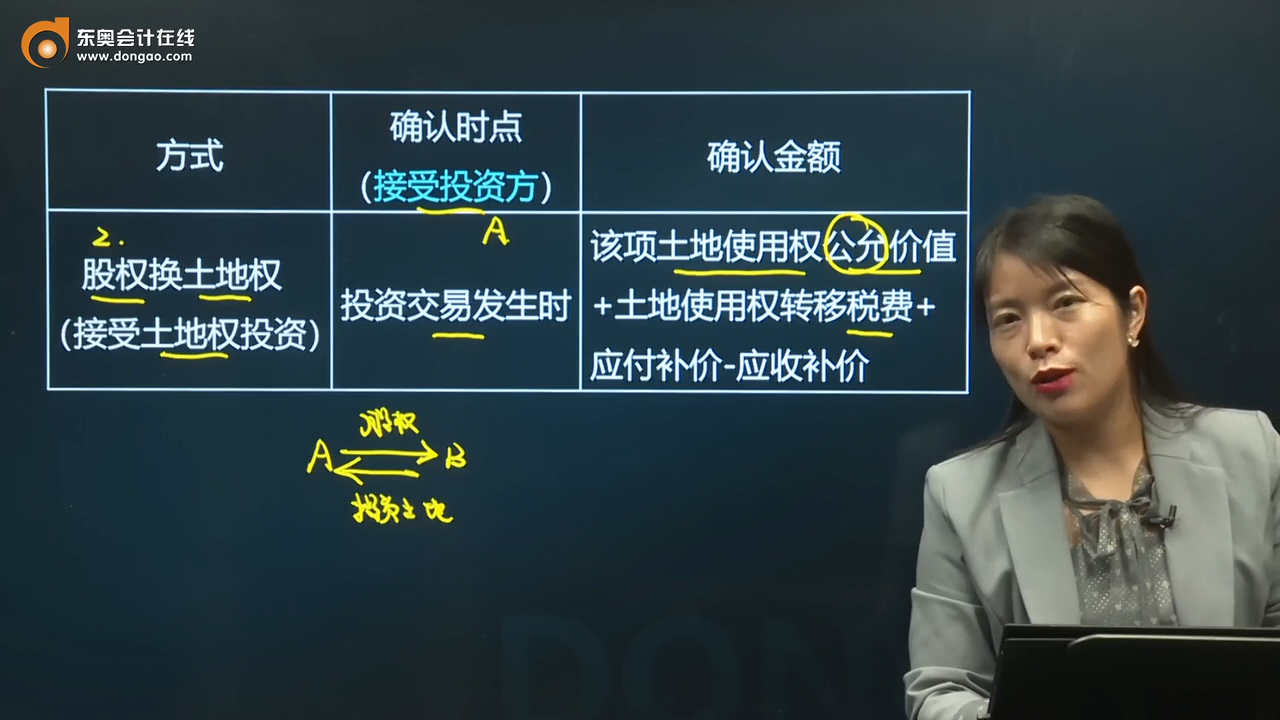 东奥会计在线
www.dongao.com
方式
确认时点
(接受投资方)
确认金额
A
2.
股权换土地权
(接受土地权投资)
投资交易发生时
该项土地使用权公允价值
+土地使用权转移税费+
应付补价-应收补价
股权
A
B
投资土地
DON